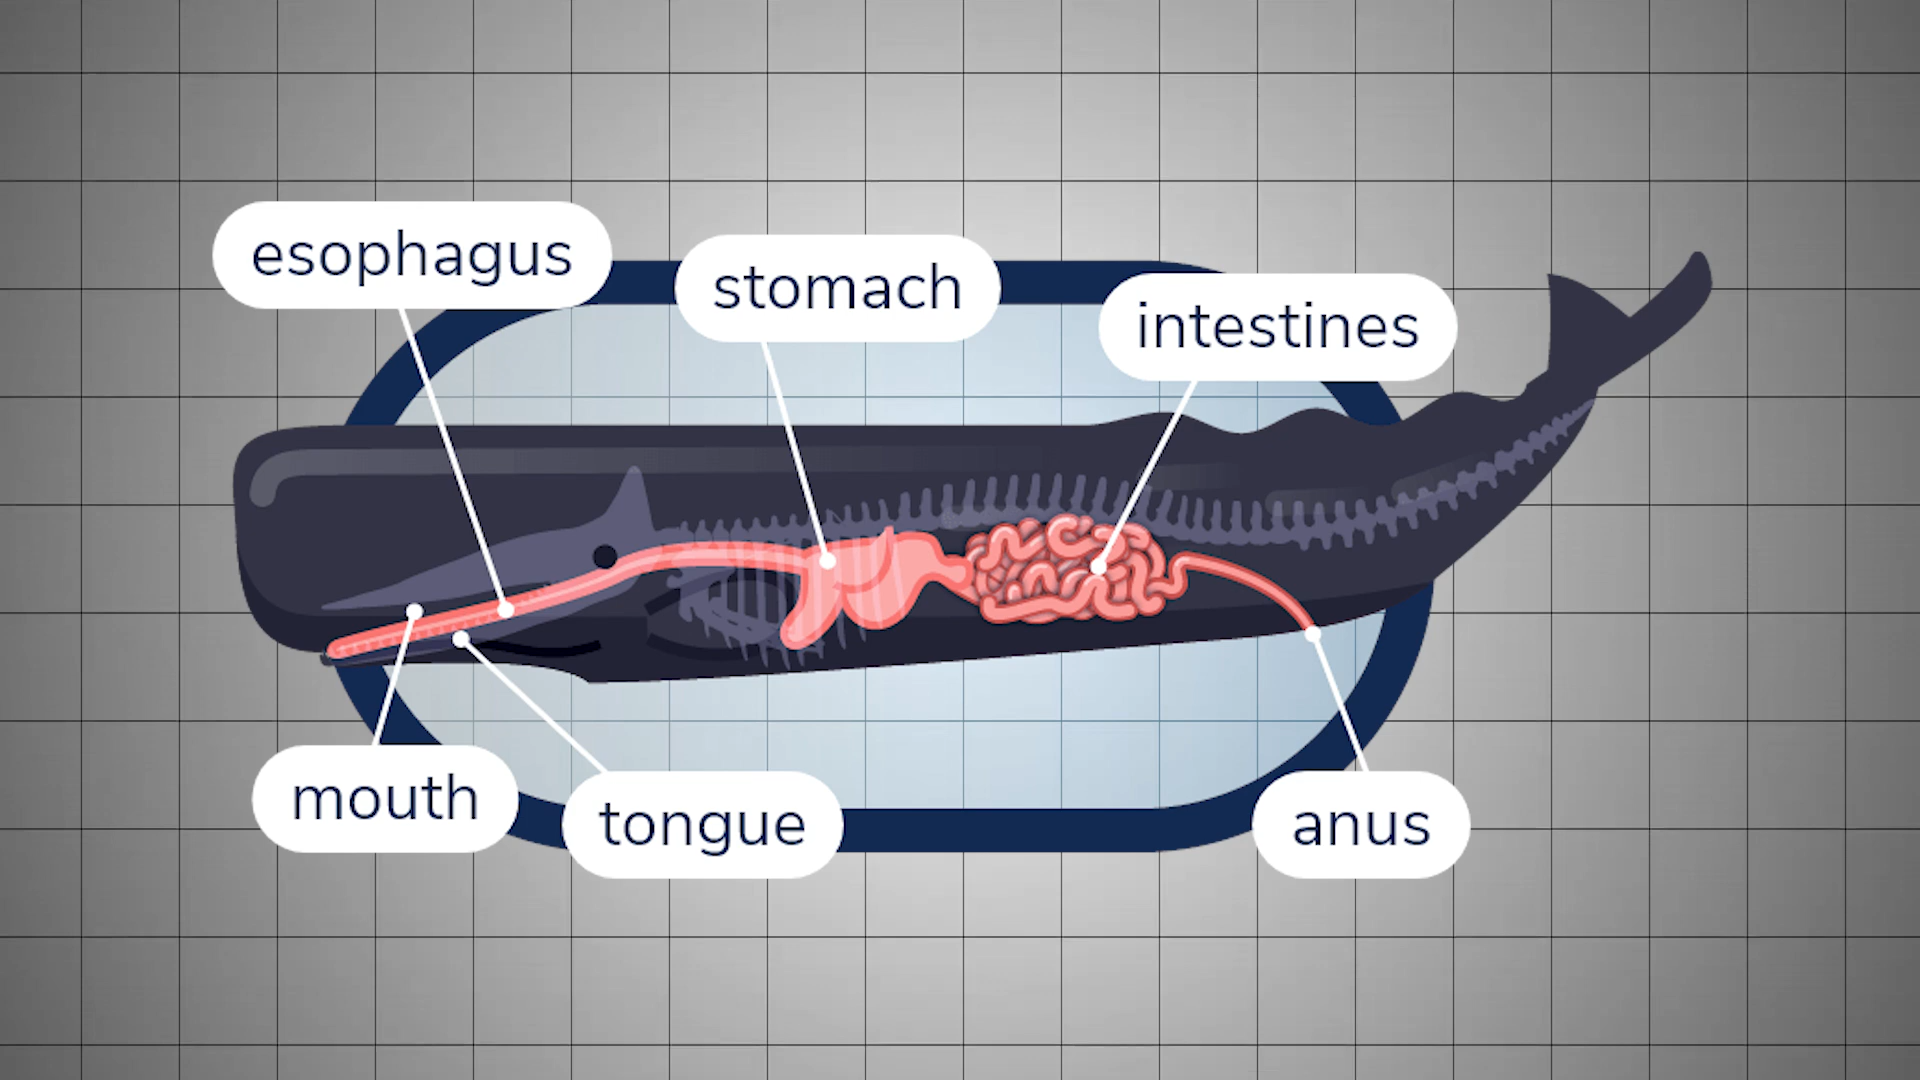 esophagus
stomach
intestines
mouth
tongue
anus